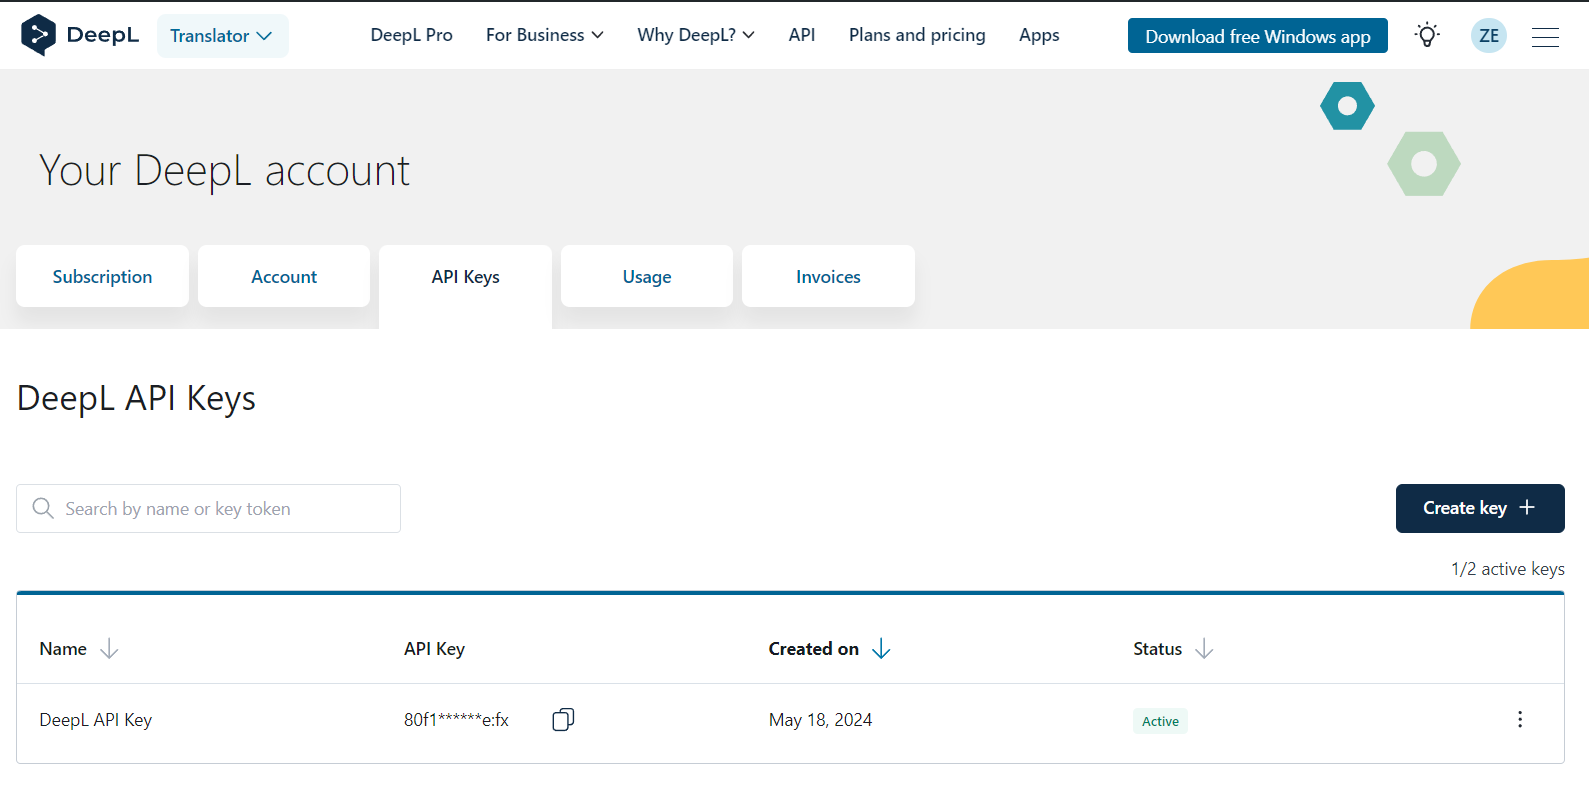 DeepL Translator DeepL Pro For Business Why DeepL? API Plans and pricing Apps Download free Windows app ZE
Your DeepL account
Subscription Account API Keys Usage Invoices
DeepL API Keys
Search by name or key token Create key
1/2 active keys
Name API Key Created on Status
DeepL API Key 80f1******e:fx May 18, 2024 Active